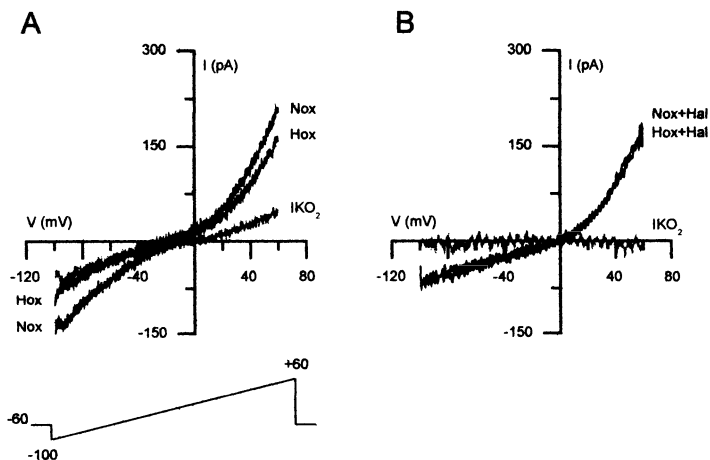 A
300
I (pA)
Nox
Hox
150
IKO₂
V (mV)
-120
-40
40
80
Hox
Nox
-150
+60
-60
-100
B
300
I (pA)
Nox+Hal
Hox+Hal
150
V (mV)
IKO₂
-120
-40
40
80
-150